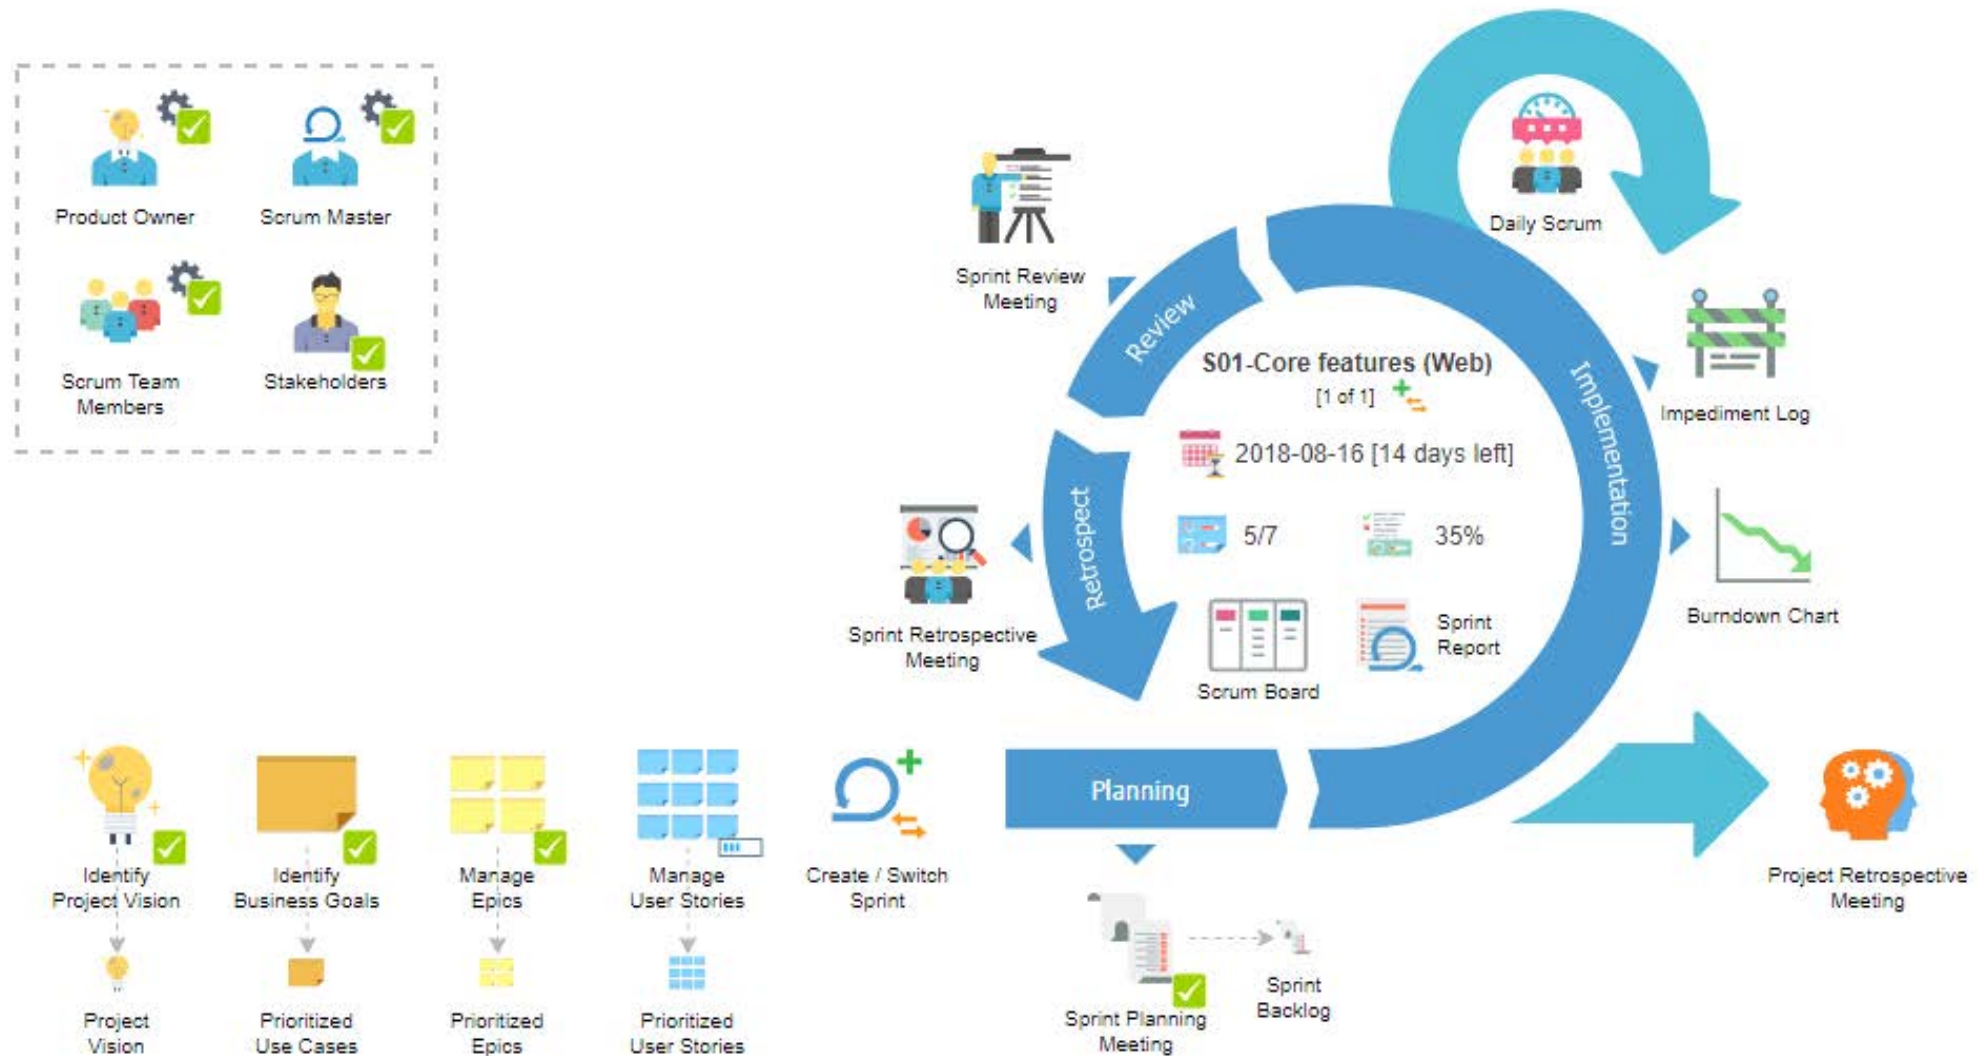 Product Owner
Scrum Master
Scrum Team
Members
Stakeholders
Sprint Review
Meeting
Daily Scrum
Review
Implementation
Retrospect
S01-Core features (Web)
[1 of 1]
2018-08-16 [14 days left]
5/7
35%
Scrum Board
Sprint
Report
Impediment Log
Burndown Chart
Sprint Retrospective
Meeting
Planning
Identify
Project Vision
Identify
Business Goals
Manage
Epics
Manage
User Stories
Create / Switch
Sprint
Project Retrospective
Meeting
Project
Vision
Prioritized
Use Cases
Prioritized
Epics
Prioritized
User Stories
Sprint Planning
Meeting
Sprint
Backlog